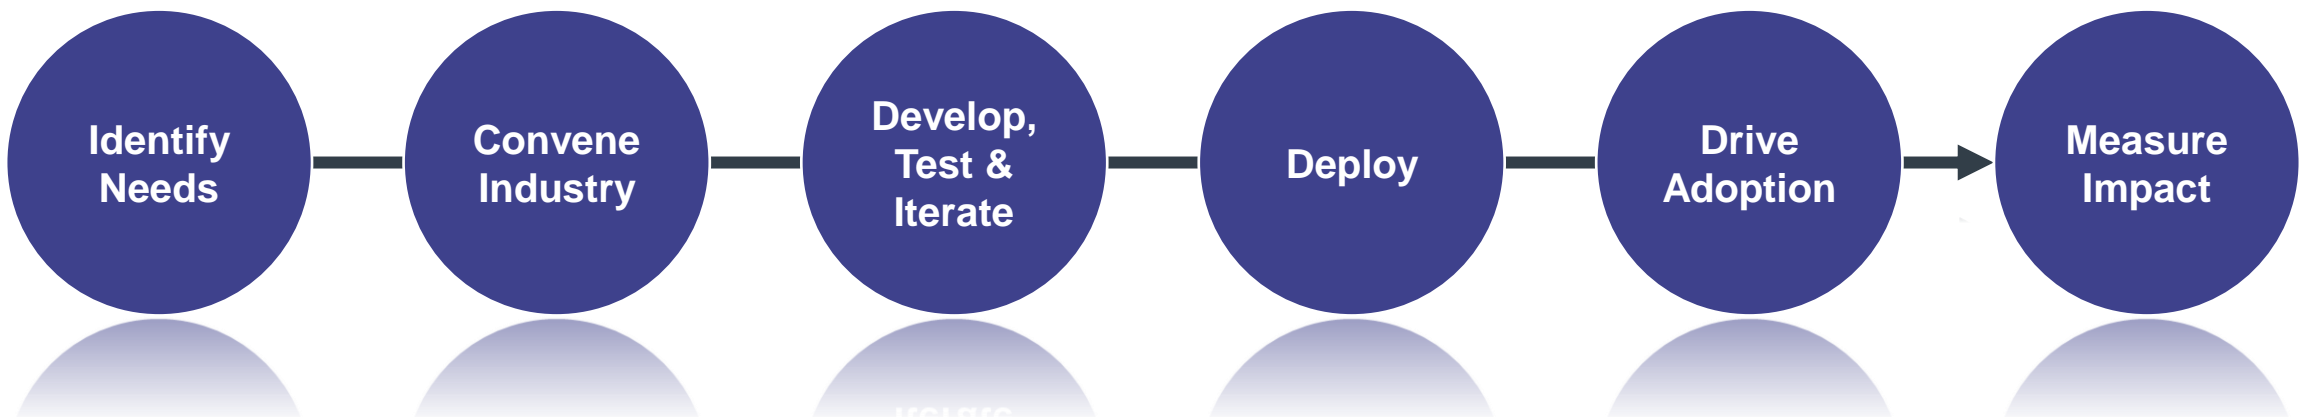 Identify
Needs
Convene
Industry
Develop,
Test &
Iterate
Deploy
Drive
Adoption
Measure
Impact